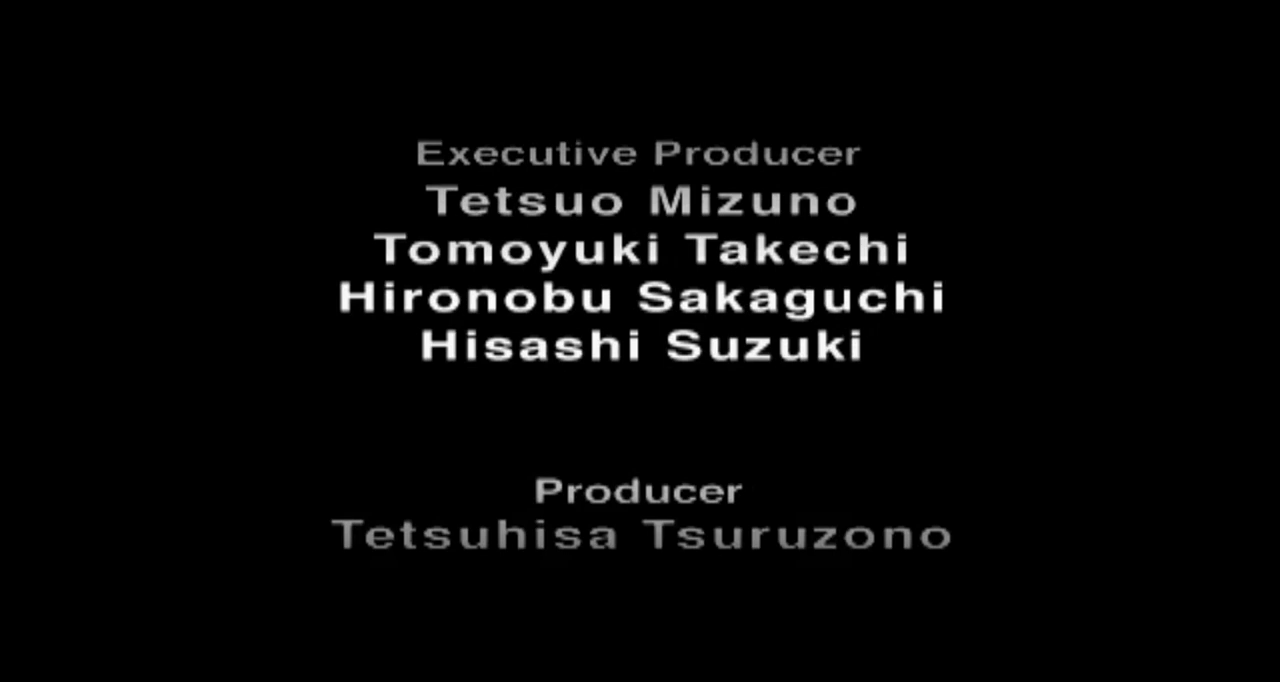 Executive Producer
Tetsuo Mizuno
Tomoyuki Takechi
Hironobu Sakaguchi
Hisashi Suzuki
Producer
Tetsuhisa Tsuruzono